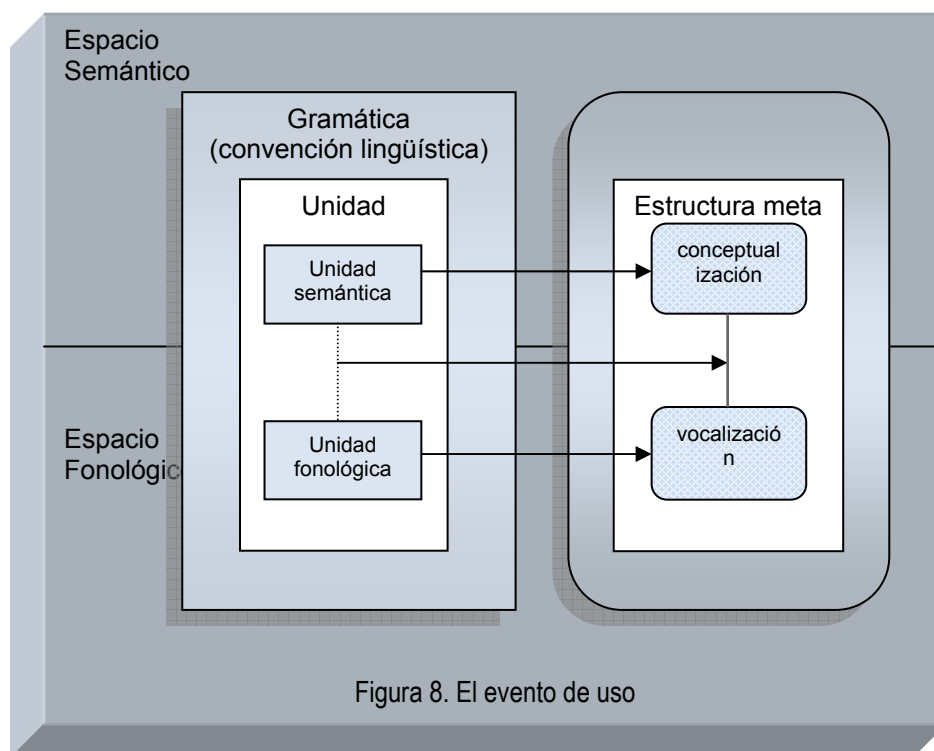 Espacio
Semántico
Gramática
(convención lingüística)
Unidad
Unidad
semántica
Unidad
fonológica
Estructura meta
conceptual
ización
vocalizació
n
Espacio
Fonológic
Figura 8. El evento de uso